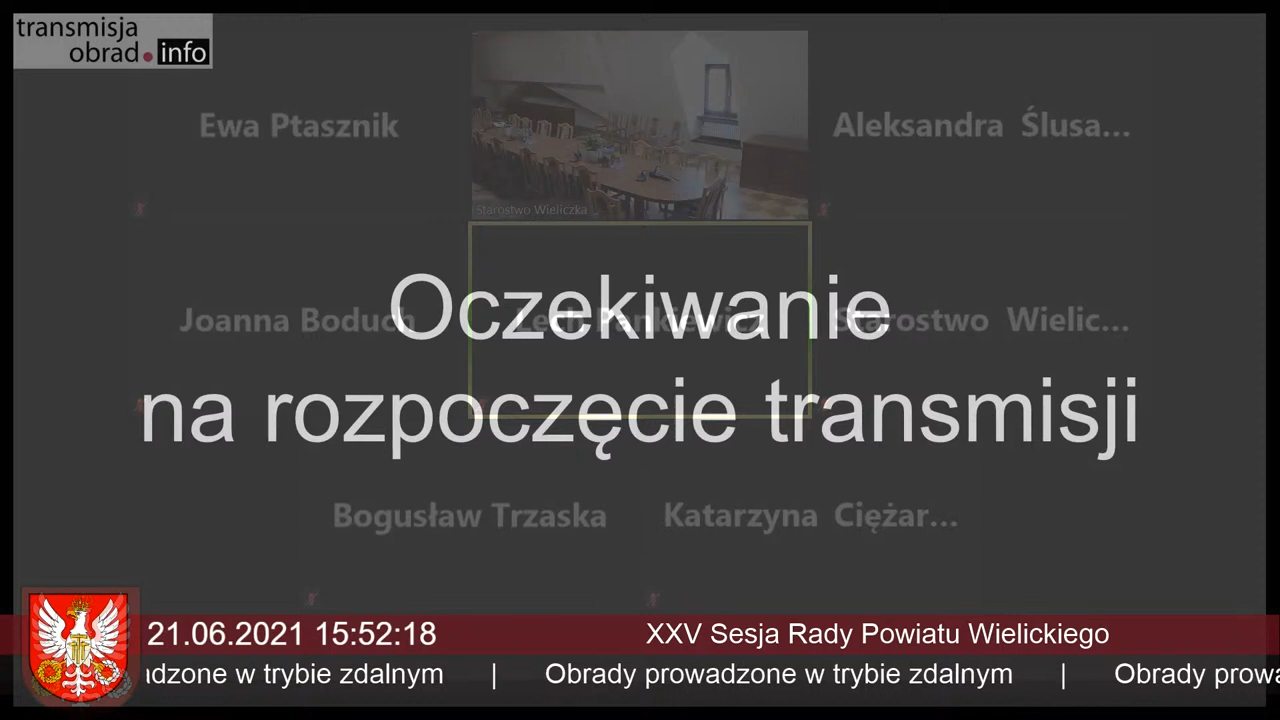 transmisja
obrad.info
Ewa Ptasznik
Aleksandra Ślusa...
Starostwo Wieliczka
Oczekiwanie
Joanna Boduch
Starostwo Wielic...
na rozpoczęcie transmisji
Bogusław Trzaska
Katarzyna Ciężar...
21.06.2021 15:52:18
XXV Sesja Rady Powiatu Wielickiego
adzone w trybie zdalnym | Obrady prowadzone w trybie zdalnym | Obrady prowa